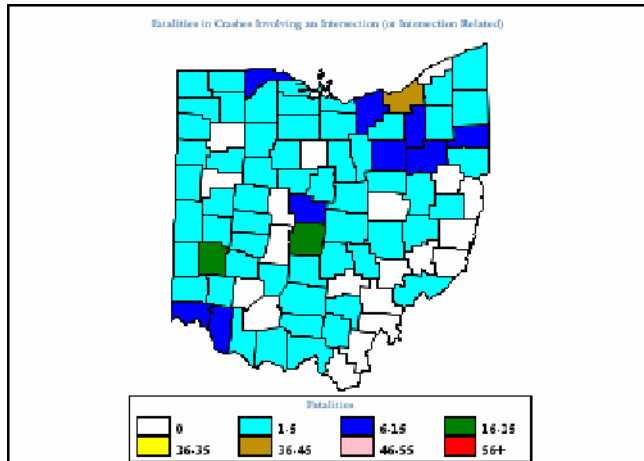 Fatalities in Crashes Involving an Intersection (or Intersection Related)
Fatalities
0 1-5 6-15 16-25
26-35 36-45 46-55 56+